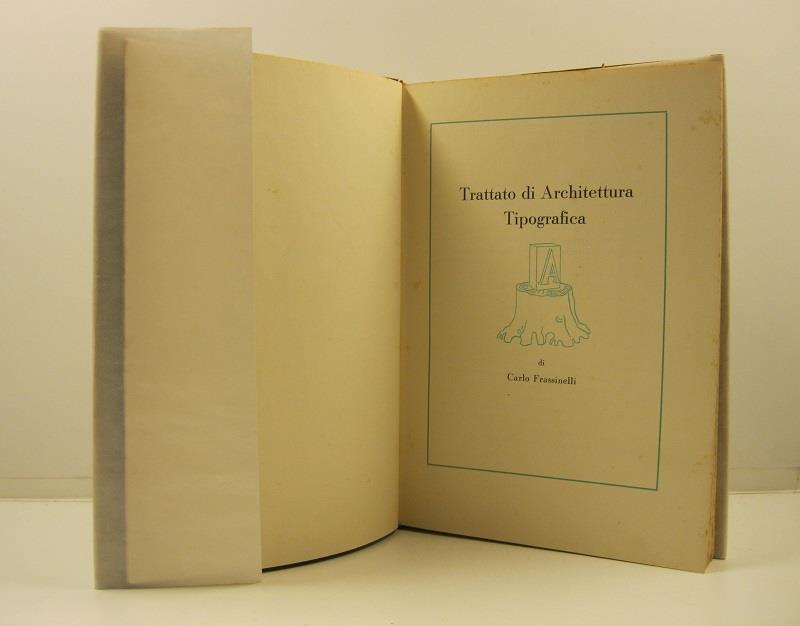 Trattato di Architettura
Tipografica
A
di
Carlo Frassinelli